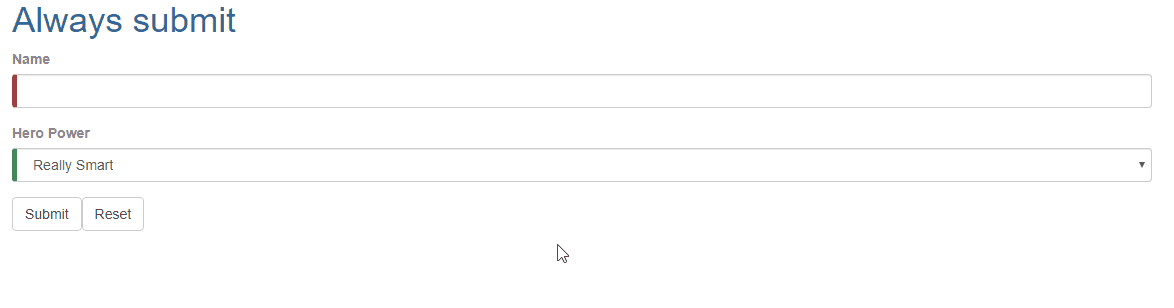 Always submit
Name
Hero Power
Really Smart
Submit Reset